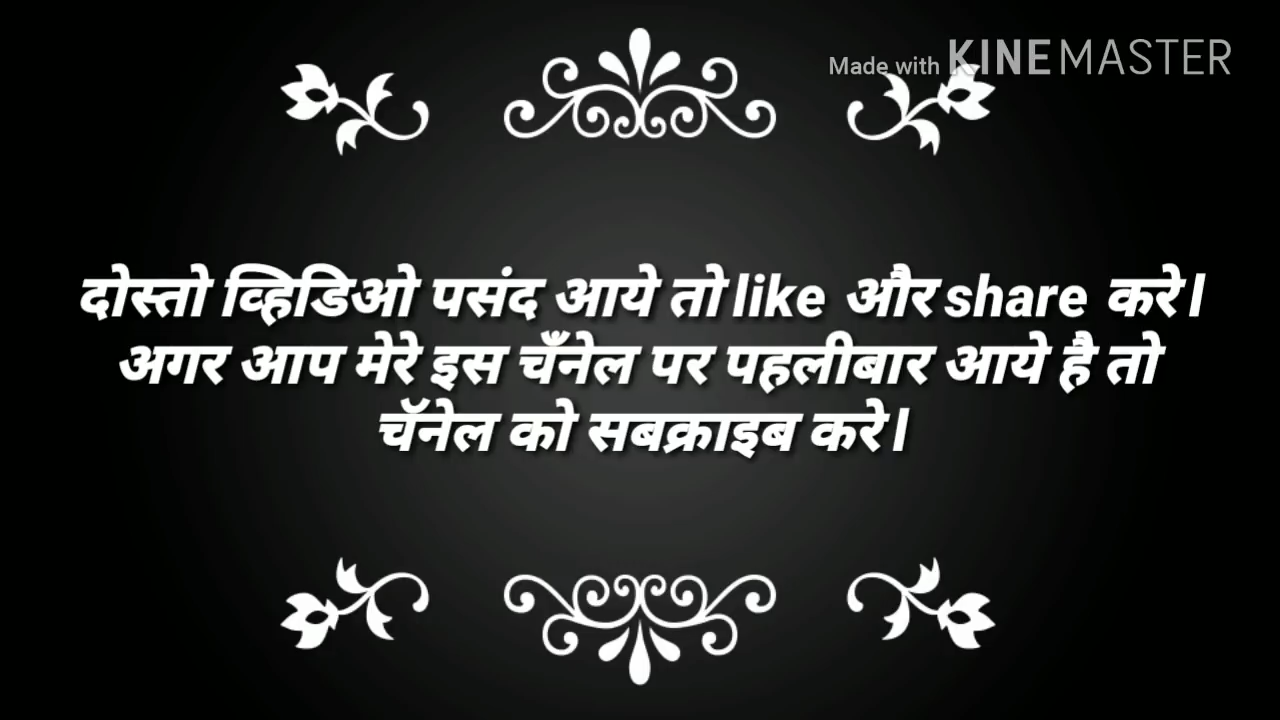 Made with KINEMASTER
दोस्तो व्हिडिओ पसंद आये तो like और share करे।
अगर आप मेरे इस चँनेल पर पहलीबार आये है तो
चॅनेल को सबक्राइब करे।